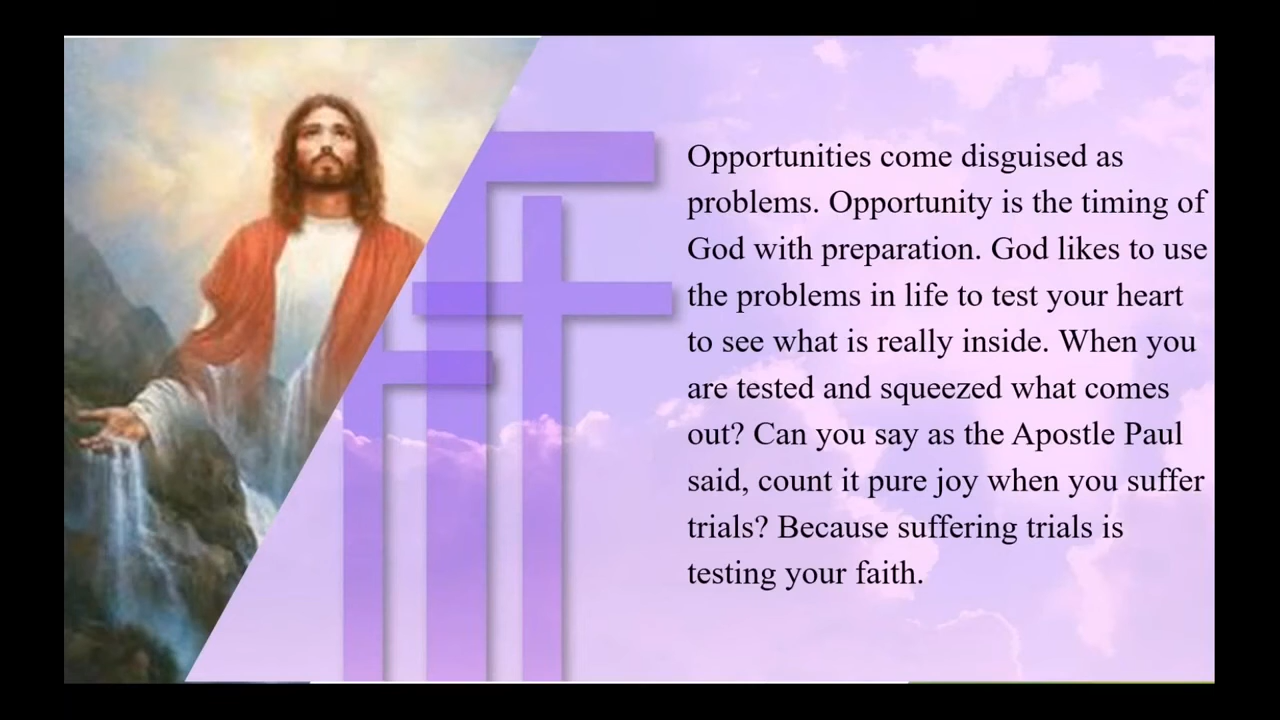 Opportunities come disguised as
problems. Opportunity is the timing of
God with preparation. God likes to use
the problems in life to test your heart
to see what is really inside. When you
are tested and squeezed what comes
out? Can you say as the Apostle Paul
said, count it pure joy when you suffer
trials? Because suffering trials is
testing your faith.